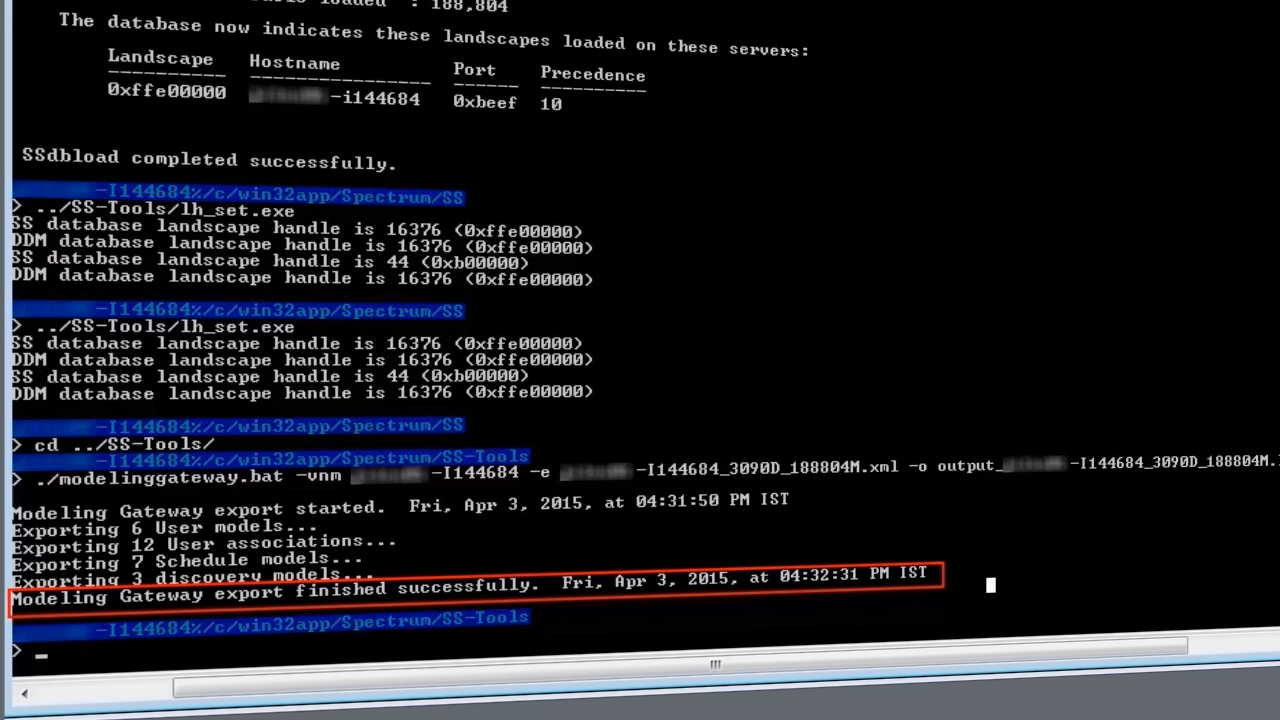 loaded : 188,804
The database now indicates these landscapes loaded on these servers:
Landscape Hostname Port Precedence
0xffe00000 -i144684 0xbeef 10
SSdbload completed successfully.
-I144684%/c/win32app/Spectrum/SS
> ../SS-Tools/lh_set.exe
SS database landscape handle is 16376 (0xffe00000)
DDM database landscape handle is 16376 (0xffe00000)
SS database landscape handle is 44 (0xb00000)
DDM database landscape handle is 16376 (0xffe00000)
-I144684%/c/win32app/Spectrum/SS
> ../SS-Tools/lh_set.exe
SS database landscape handle is 16376 (0xffe00000)
DDM database landscape handle is 16376 (0xffe00000)
SS database landscape handle is 44 (0xb00000)
DDM database landscape handle is 16376 (0xffe00000)
-I144684%/c/win32app/Spectrum/SS
> cd ../SS-Tools/
-I144684%/c/win32app/Spectrum/SS-Tools
> ./modelinggateway.bat -vnm -I144684 -e -I144684_3090D_188804M.xml -o output_ -I144684_3090D_188804M.
Modeling Gateway export started. Fri, Apr 3, 2015, at 04:31:50 PM IST
Exporting 6 User models...
Exporting 12 User associations...
Exporting 7 Schedule models...
Exporting 3 discovery models...
Modeling Gateway export finished successfully. Fri, Apr 3, 2015, at 04:32:31 PM IST
-I144684%/c/win32app/Spectrum/SS-Tools
> _